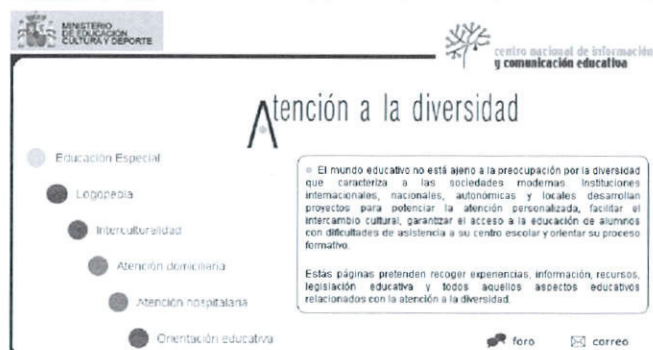 MINISTERIO
DE EDUCACION
CULTURA Y DEPORTE
centro nacional de información
y comunicación educativa
Atención a la diversidad
Educación Especial
Logopedia
Interculturalidad
Atención domiciliaria
Atención hospitalaria
Orientación educativa
El mundo educativo no está ajeno a la preocupación por la diversidad
que caracteriza a las sociedades modernas. Instituciones
internacionales, nacionales, autonómicas y locales desarrollan
proyectos para potenciar la atención personalizada, facilitar el
intercambio cultural, garantizar el acceso a la educación de alumnos
con dificultades de asistencia a su centro escolar y orientar su proceso
formativo.
Estás páginas pretenden recoger experiencias, información, recursos,
legislación educativa y todos aquellos aspectos educativos
relacionados con la atención a la diversidad.
foro
correo